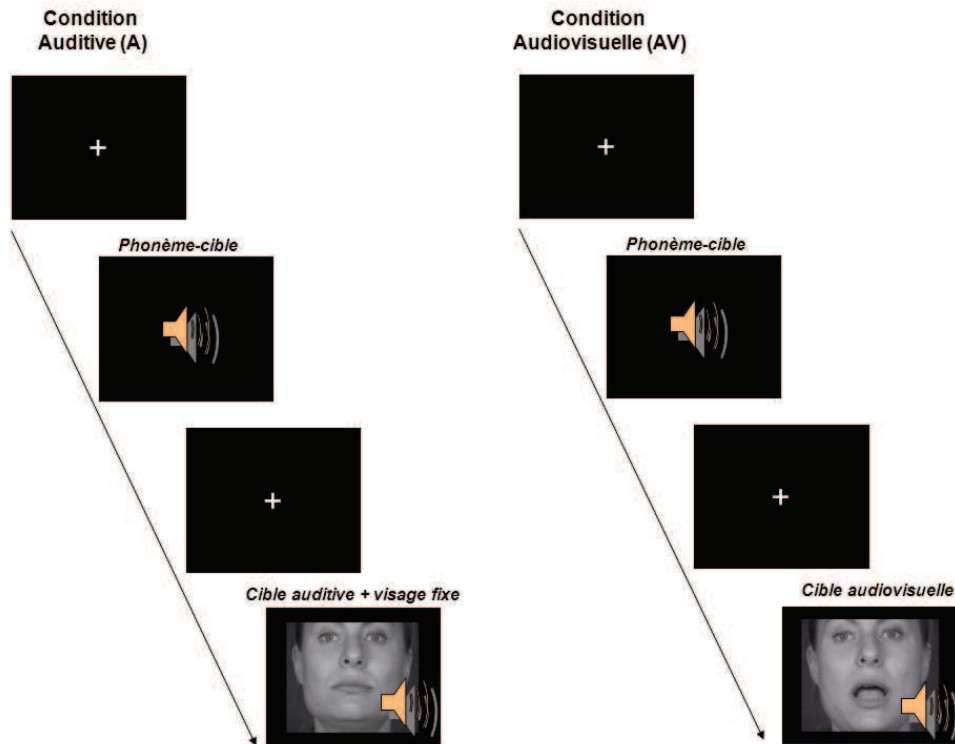 Condition
Auditive (A)
Condition
Audiovisuelle (AV)
Phonème-cible
Phonème-cible
Cible auditive + visage fixe
Cible audiovisuelle